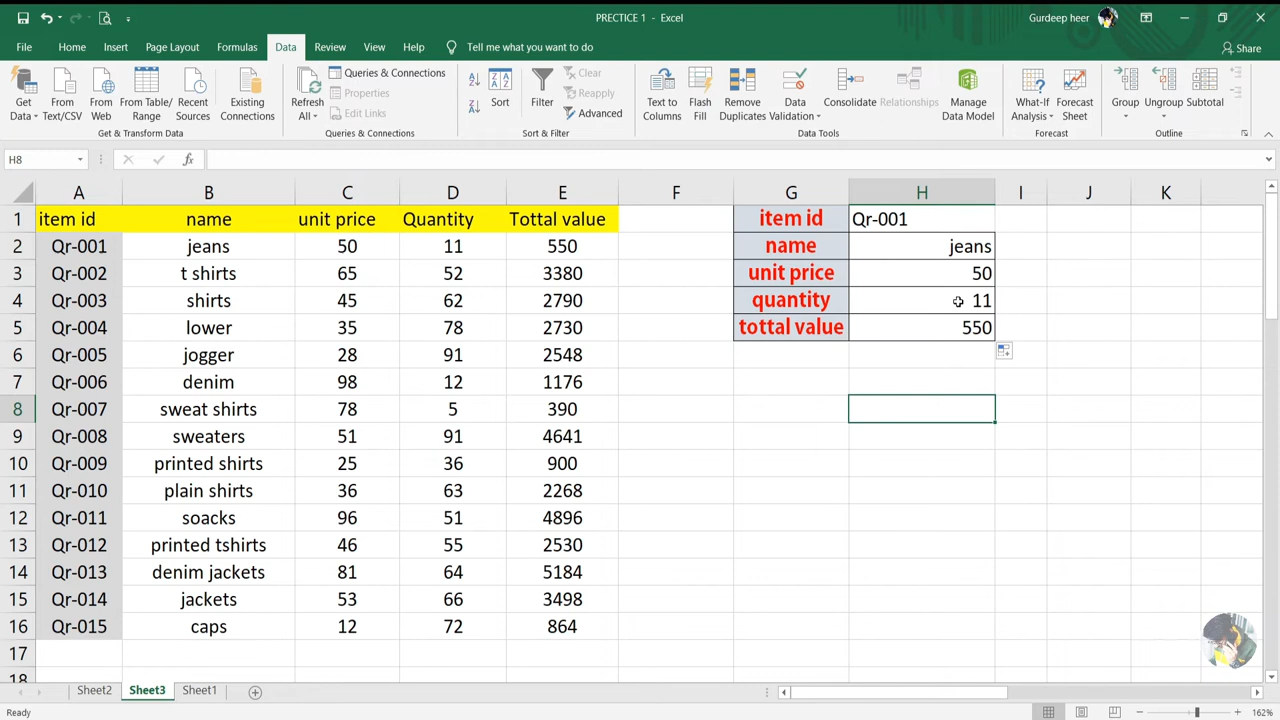 PRECTICE 1 - Excel
Gurdeep heer
File Home Insert Page Layout Formulas Data Review View Help Tell me what you want to do Share
Get Data From Text/CSV From Web From Table/Range Recent Sources Existing Connections
Get & Transform Data
Refresh All Queries & Connections Properties Edit Links
Queries & Connections
Sort Filter Clear Reapply Advanced
Sort & Filter
Text to Columns Flash Fill Remove Duplicates Data Validation Consolidate Relationships Manage Data Model
Data Tools
What-If Analysis Forecast Sheet
Forecast
Group Ungroup Subtotal
Outline
H8 fx
A B C D E F G H I J K
1 item id name unit price Quantity Tottal value item id Qr-001
2 Qr-001 jeans 50 11 550 name jeans
3 Qr-002 t shirts 65 52 3380 unit price 50
4 Qr-003 shirts 45 62 2790 quantity 11
5 Qr-004 lower 35 78 2730 tottal value 550
6 Qr-005 jogger 28 91 2548
7 Qr-006 denim 98 12 1176
8 Qr-007 sweat shirts 78 5 390
9 Qr-008 sweaters 51 91 4641
10 Qr-009 printed shirts 25 36 900
11 Qr-010 plain shirts 36 63 2268
12 Qr-011 soacks 96 51 4896
13 Qr-012 printed tshirts 46 55 2530
14 Qr-013 denim jackets 81 64 5184
15 Qr-014 jackets 53 66 3498
16 Qr-015 caps 12 72 864
17
18
Sheet2 Sheet3 Sheet1
Ready 162%